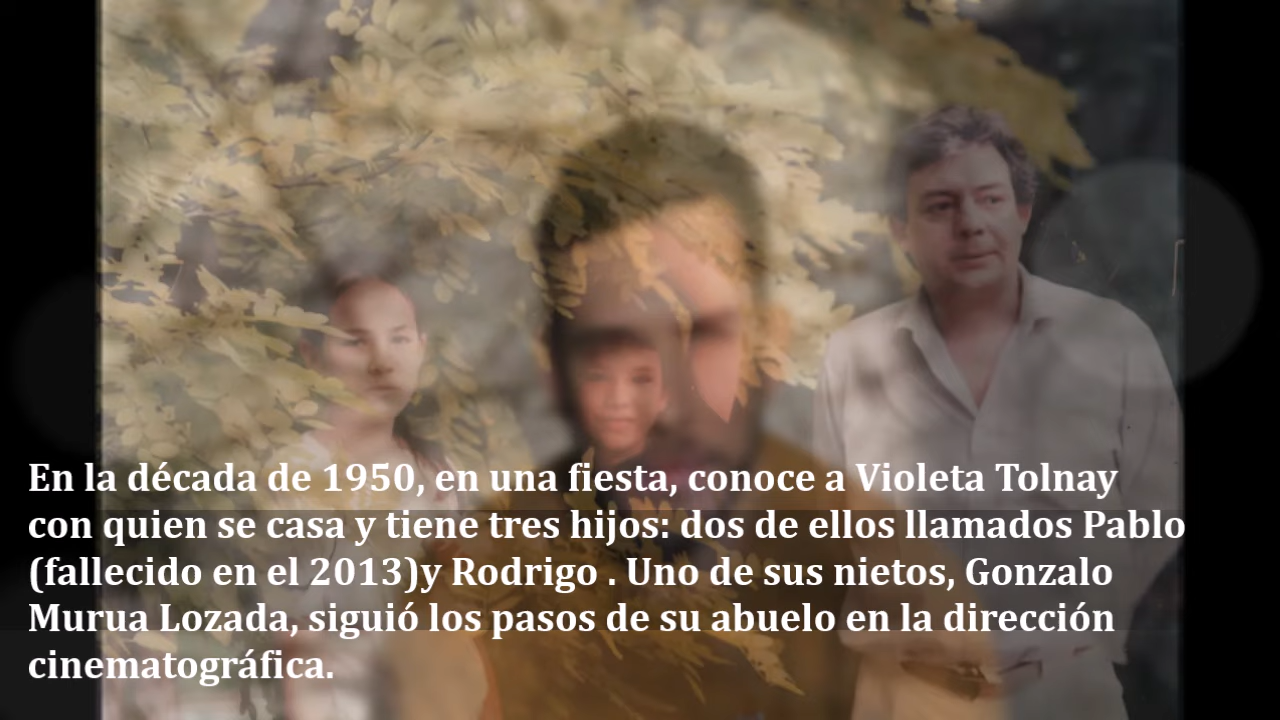 En la década de 1950, en una fiesta, conoce a Violeta Tolnay
con quien se casa y tiene tres hijos: dos de ellos llamados Pablo
(fallecido en el 2013)y Rodrigo . Uno de sus nietos, Gonzalo
Murua Lozada, siguió los pasos de su abuelo en la dirección
cinematográfica.